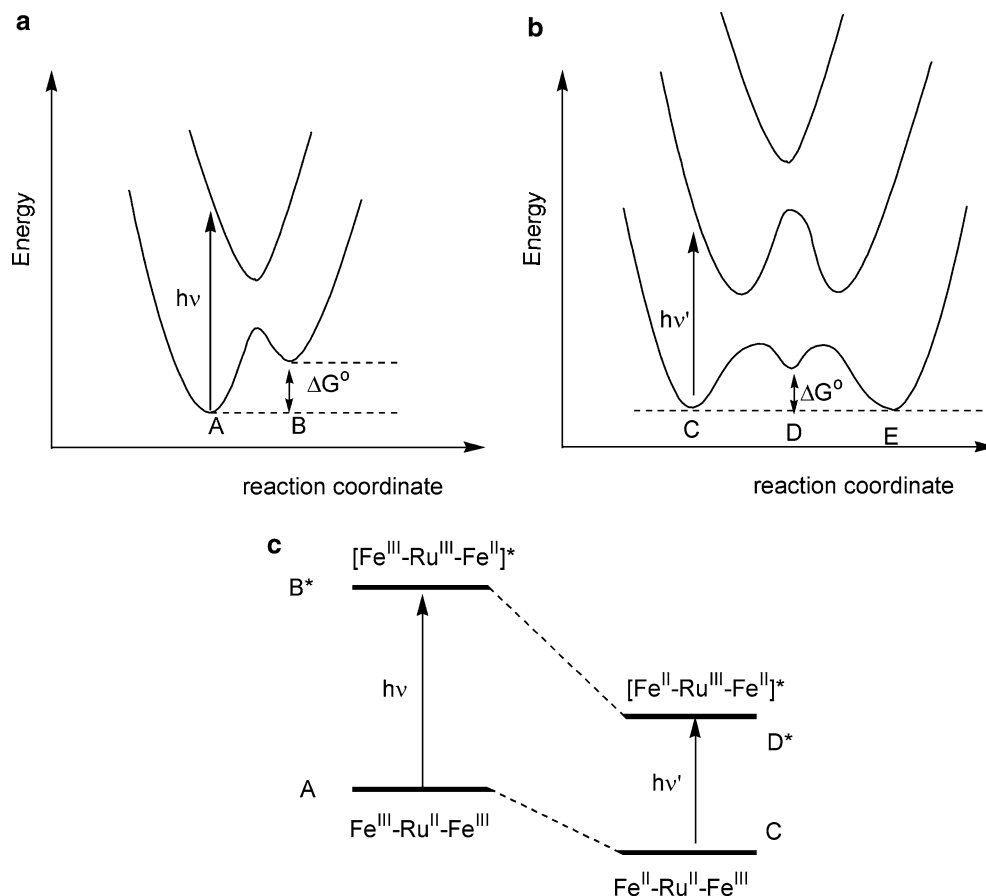 a
Energy
hν
ΔG°
A
B
reaction coordinate
b
Energy
hν'
ΔG°
C
D
E
reaction coordinate
c
[Feᴵᴵᴵ-Ruᴵᴵᴵ-Feᴵᴵ]*
B*
hν
[Feᴵᴵ-Ruᴵᴵᴵ-Feᴵᴵ]*
D*
A
hν'
Feᴵᴵᴵ-Ruᴵᴵ-Feᴵᴵᴵ
C
Feᴵᴵ-Ruᴵᴵ-Feᴵᴵᴵ